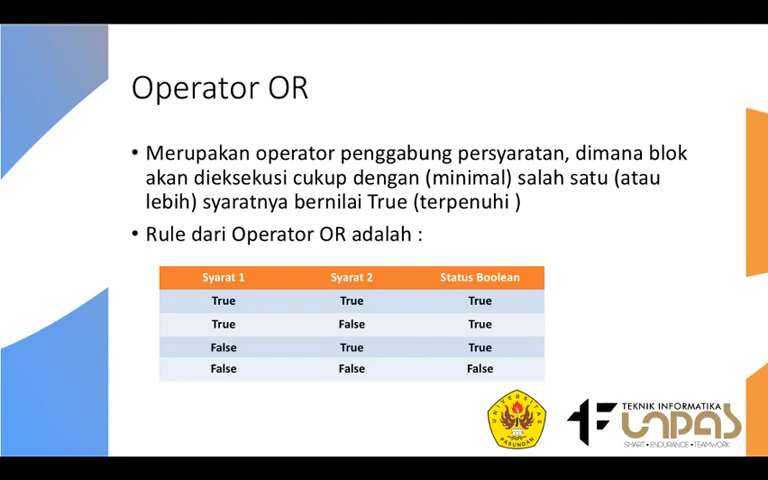 Operator OR
• Merupakan operator penggabung persyaratan, dimana blok
akan dieksekusi cukup dengan (minimal) salah satu (atau
lebih) syaratnya bernilai True (terpenuhi )
• Rule dari Operator OR adalah :
Syarat 1 Syarat 2 Status Boolean
True True True
True False True
False True True
False False False
UNIVERSITAS
PASUNDAN
TEKNIK INFORMATIKA
UNPAS
SMART•ENDURANCE•TEAMWORK